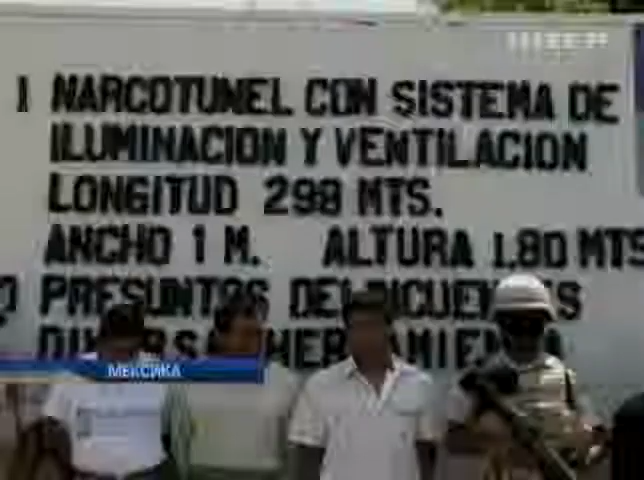 ІНТЕР
1 NARCOTUNEL CON SISTEMA DE
ILUMINACION Y VENTILACION
LONGITUD 298 MTS.
ANCHO 1 M. ALTURA 1.80 MTS
PRESUNTOS DELINCUENTES
МЕКСИКА